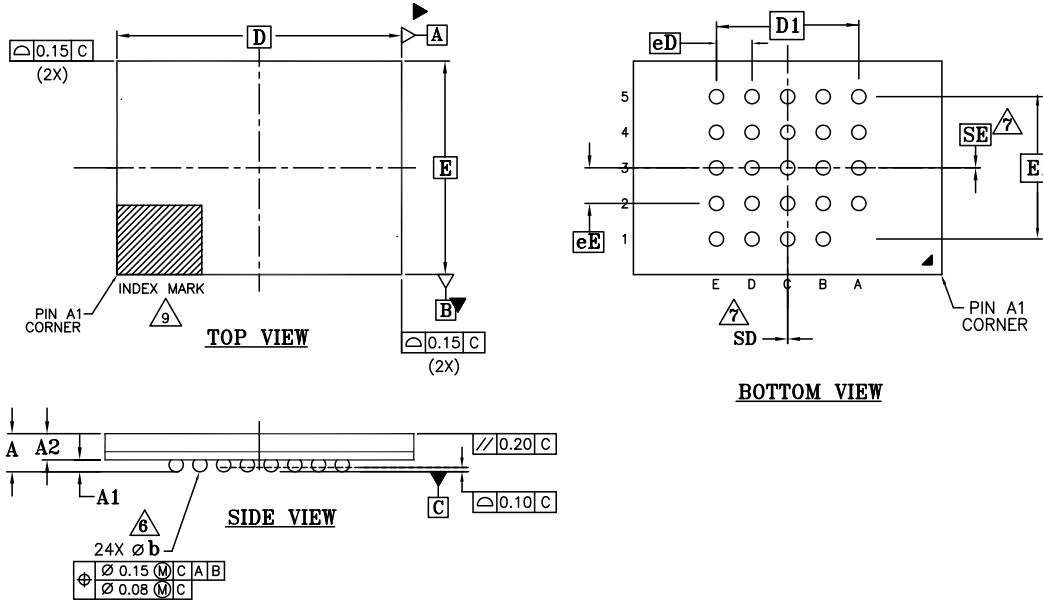 D
A
0.15 C
(2X)
E
INDEX MARK
PIN A1
CORNER
9
TOP VIEW
B
0.15 C
(2X)
D1
eD
5
4
3
2
1
7
SE
eE
E D C B A
7
SD
PIN A1
CORNER
BOTTOM VIEW
A
A2
A1
// 0.20 C
0.10 C
C
SIDE VIEW
6
24X Ø b
Ø 0.15 Ⓜ C A B
Ø 0.08 Ⓜ C